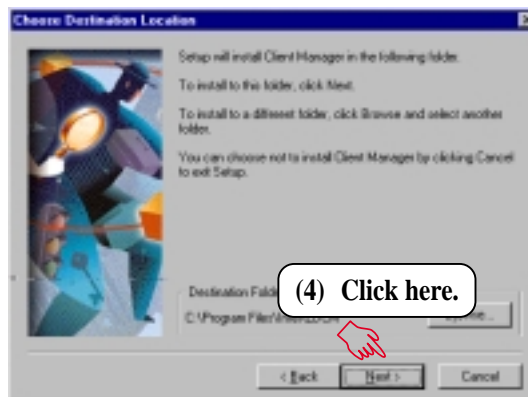 Choose Destination Location
Setup will install Client Manager in the following folder.
To install to this folder, click Next.
To install to a different folder, click Browse and select another
folder.
You can choose not to install Client Manager by clicking Cancel
to exit Setup.
Destination Folder
(4) Click here.
C:\Program Files\
< Back
Next >
Cancel